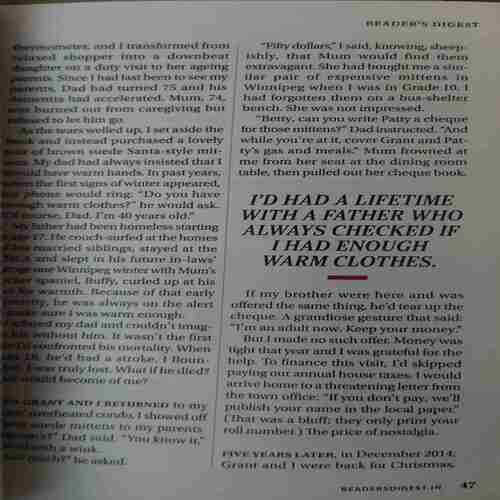 READER'S DIGEST
thermometer, and I transformed from
relaxed shopper into a downbeat
daughter on a duty visit to her ageing
parents. Since I had last been to see my
parents, Dad had turned 75 and his
dementia had accelerated. Mum, 74,
was burned out from caregiving but
refused to let him go.
As the tears welled up, I set aside the
and instead purchased a lovely
pair of brown suede Santa-style mit-
tens. My dad had always insisted that I
should have warm hands. In past years,
when the first signs of winter appeared,
the phone would ring: "Do you have
enough warm clothes?" he would ask.
"Of course, Dad. I'm 40 years old."
My father had been homeless starting
at age 17. He couch-surfed at the homes
of his married siblings, stayed at the
and slept in his future in-laws'
one Winnipeg winter with Mum's
spaniel, Buffy, curled up at his
for warmth. Because of that early
he was always on the alert
make sure I was warm enough.
my dad and couldn't imag-
without him. It wasn't the first
I'd confronted his mortality. When
18, he'd had a stroke. I floun-
I was truly lost. What if he died?
would become of me?
GRANT AND I RETURNED to my
overheated condo, I showed off
suede mittens to my parents.
Dad said. "You know it,"
with a wink.
much?" he asked.
"Fifty dollars," I said, knowing, sheep-
ishly, that Mum would find them
extravagant. She had bought me a sim-
ilar pair of expensive mittens in
Winnipeg when I was in Grade 10. I
had forgotten them on a bus-shelter
bench. She was not impressed.
"Betty, can you write Patty a cheque
for those mittens?" Dad instructed. "And
while you're at it, cover Grant and Pat-
ty's gas and meals." Mum frowned at
me from her seat at the dining room
table, then pulled out her cheque book.
I'D HAD A LIFETIME
WITH A FATHER WHO
ALWAYS CHECKED IF
I HAD ENOUGH
WARM CLOTHES.
If my brother were here and was
offered the same thing, he'd tear up the
cheque. A grandiose gesture that said:
"I'm an adult now. Keep your money."
But I made no such offer. Money was
tight that year and I was grateful for the
help. To finance this visit, I'd skipped
paying our annual house taxes. I would
arrive home to a threatening letter from
the town office: "If you don't pay, we'll
publish your name in the local paper."
(That was a bluff; they only print your
roll number.) The price of nostalgia.
FIVE YEARS LATER, in December 2014,
Grant and I were back for Christmas.
READERSDIGEST.IN 47